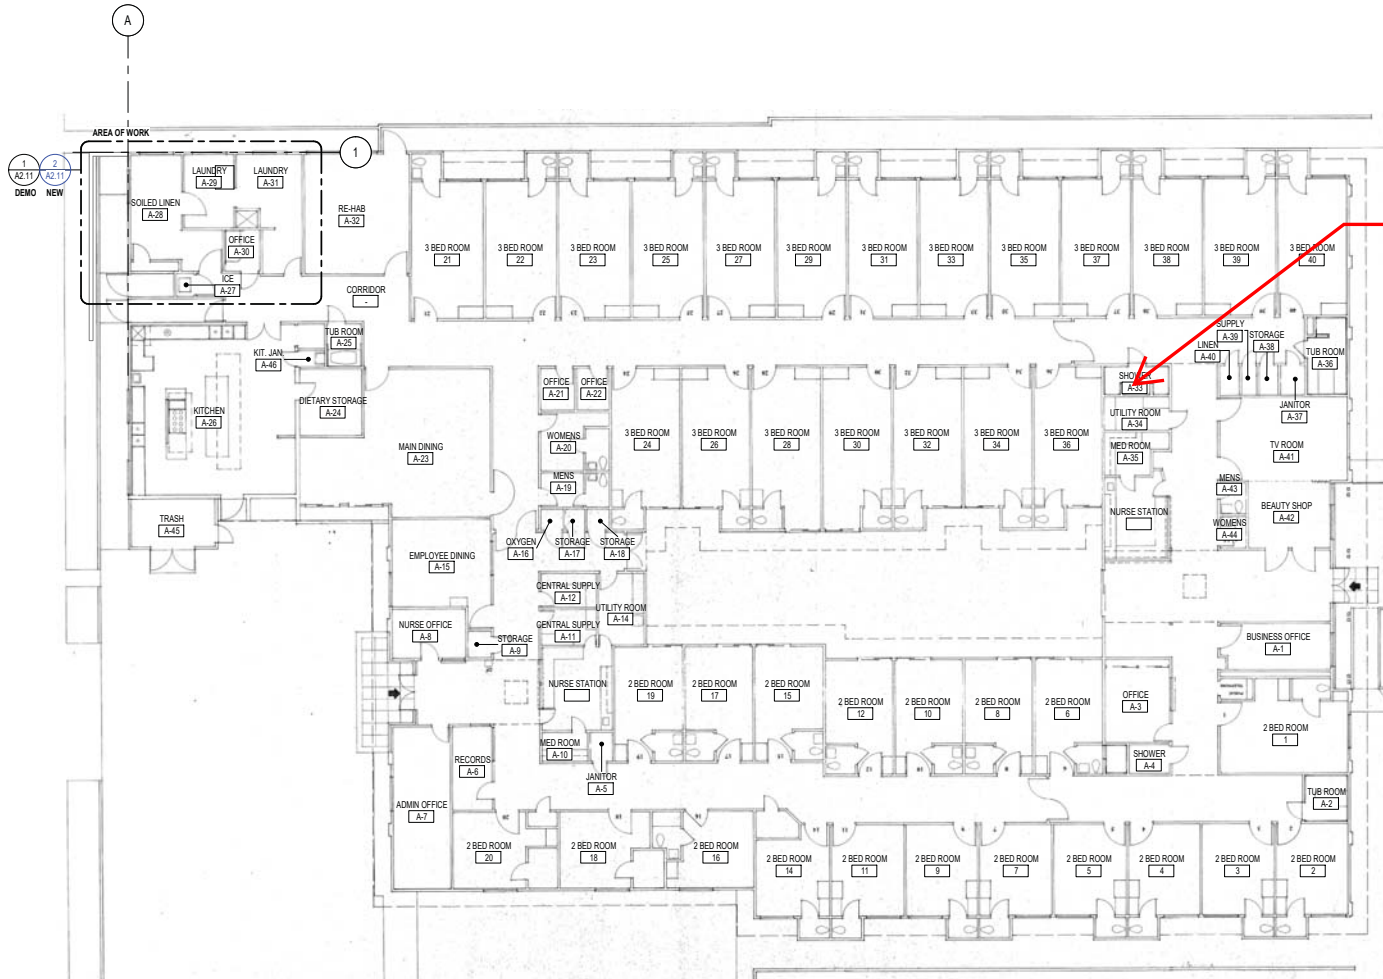 A
AREA OF WORK
1
A2.11
DEMO
2
A2.11
NEW
1
LAUNDRY
A-29
LAUNDRY
A-31
SOILED LINEN
A-28
OFFICE
A-30
ICE
A-27
RE-HAB
A-32
CORRIDOR
-
3 BED ROOM
21
3 BED ROOM
22
3 BED ROOM
23
3 BED ROOM
25
3 BED ROOM
27
3 BED ROOM
29
3 BED ROOM
31
3 BED ROOM
33
3 BED ROOM
35
3 BED ROOM
37
3 BED ROOM
38
3 BED ROOM
39
3 BED ROOM
40
TUB ROOM
A-25
KIT. JAN.
A-46
DIETARY STORAGE
A-24
KITCHEN
A-26
MAIN DINING
A-23
OFFICE
A-21
OFFICE
A-22
WOMENS
A-20
MENS
A-19
3 BED ROOM
24
3 BED ROOM
26
3 BED ROOM
28
3 BED ROOM
30
3 BED ROOM
32
3 BED ROOM
34
3 BED ROOM
36
SHOWER
A-33
UTILITY ROOM
A-34
MED ROOM
A-35
NURSE STATION
SUPPLY
A-39
LINEN
A-40
STORAGE
A-38
TUB ROOM
A-36
JANITOR
A-37
TV ROOM
A-41
MENS
A-43
WOMENS
A-44
BEAUTY SHOP
A-42
TRASH
A-45
OXYGEN
A-16
STORAGE
A-17
STORAGE
A-18
EMPLOYEE DINING
A-15
CENTRAL SUPPLY
A-12
CENTRAL SUPPLY
A-11
UTILITY ROOM
A-14
NURSE OFFICE
A-8
STORAGE
A-9
NURSE STATION
MED ROOM
A-10
JANITOR
A-5
RECORDS
A-6
ADMIN OFFICE
A-7
2 BED ROOM
19
2 BED ROOM
17
2 BED ROOM
15
2 BED ROOM
12
2 BED ROOM
10
2 BED ROOM
8
2 BED ROOM
6
OFFICE
A-3
SHOWER
A-4
BUSINESS OFFICE
A-1
PUBLIC
TELEPHONE
2 BED ROOM
1
TUB ROOM
A-2
2 BED ROOM
20
2 BED ROOM
18
2 BED ROOM
16
2 BED ROOM
14
2 BED ROOM
11
2 BED ROOM
9
2 BED ROOM
7
2 BED ROOM
5
2 BED ROOM
4
2 BED ROOM
3
2 BED ROOM
2